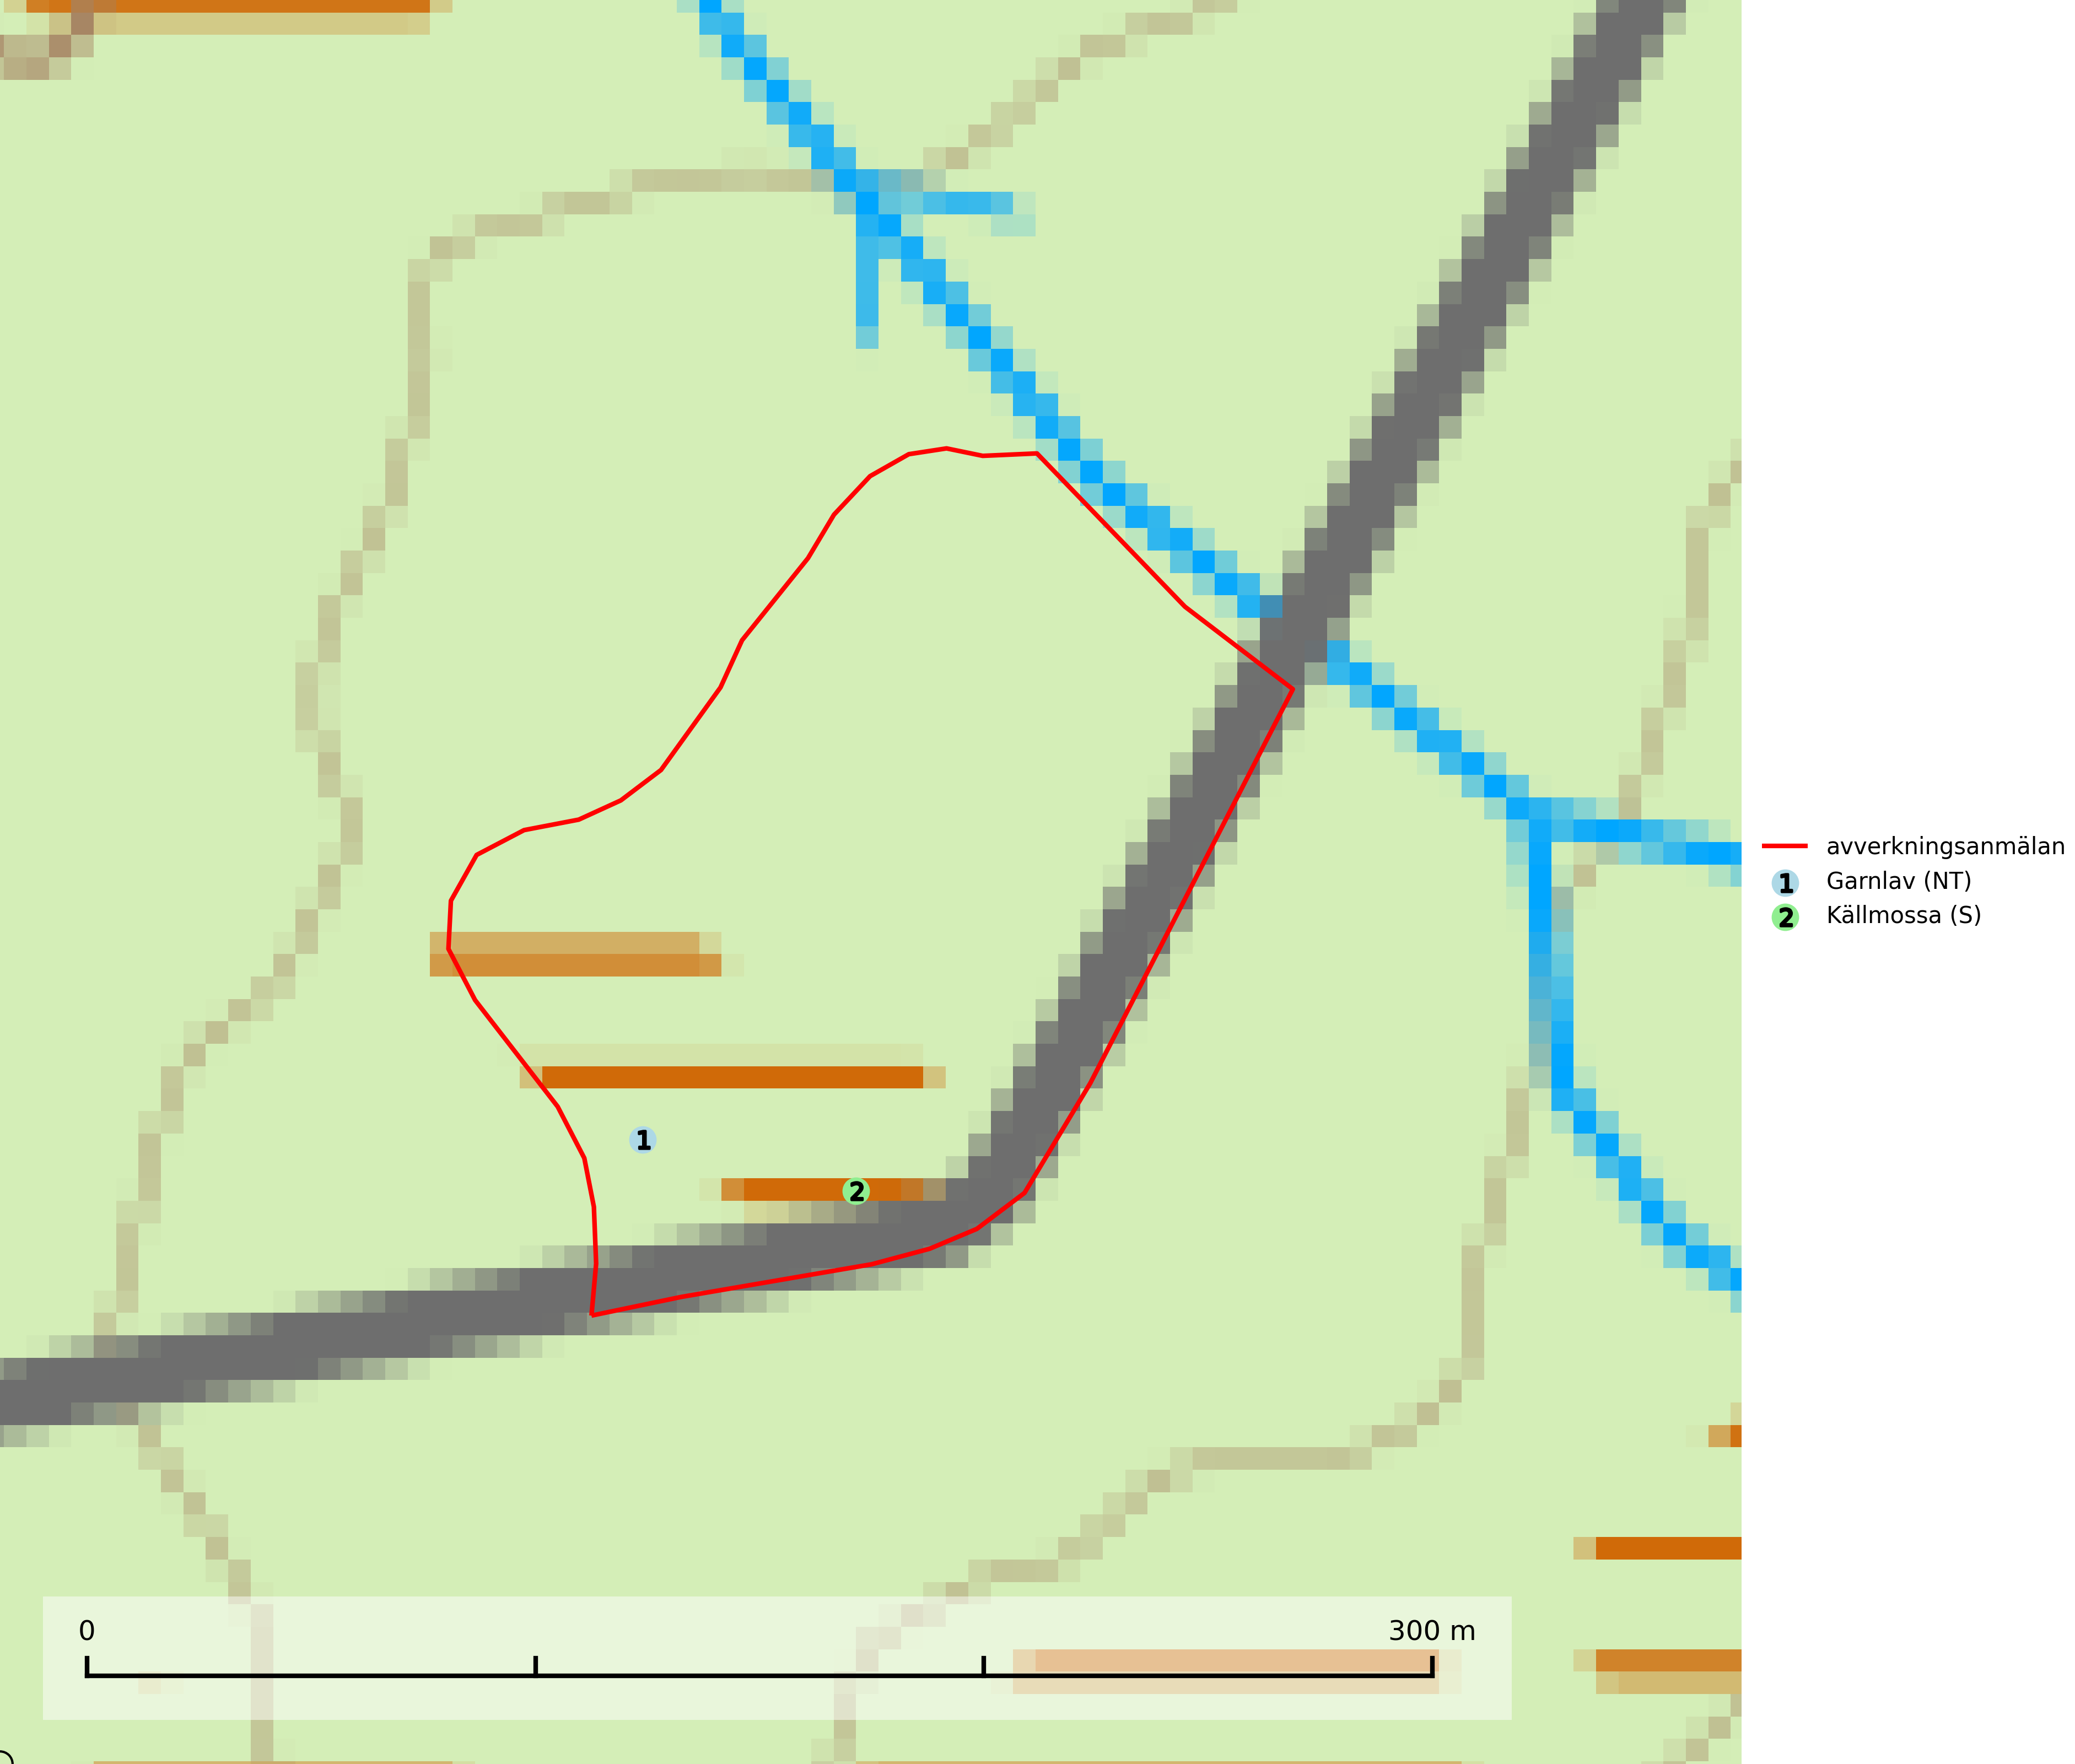 avverkningsanmälan
1 Garnlav (NT)
2 Källmossa (S)
1
2
0 300 m